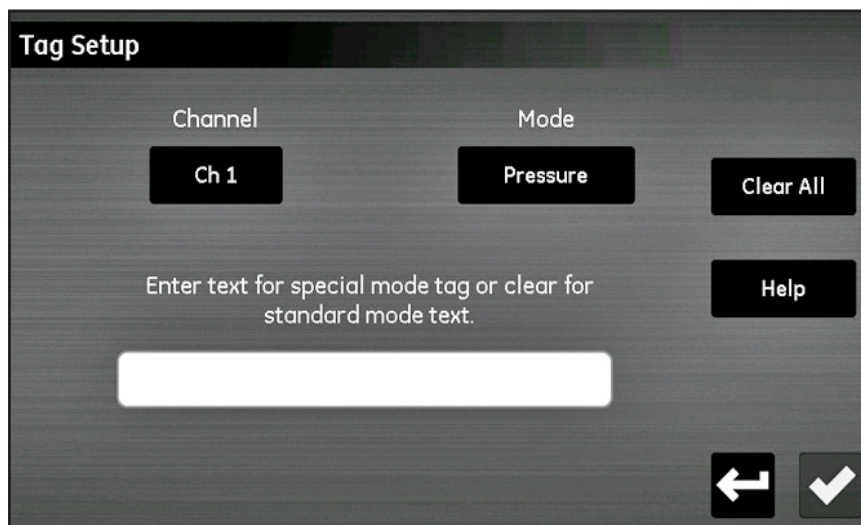 Tag Setup
Channel
Mode
Ch 1
Pressure
Clear All
Enter text for special mode tag or clear for
standard mode text.
Help